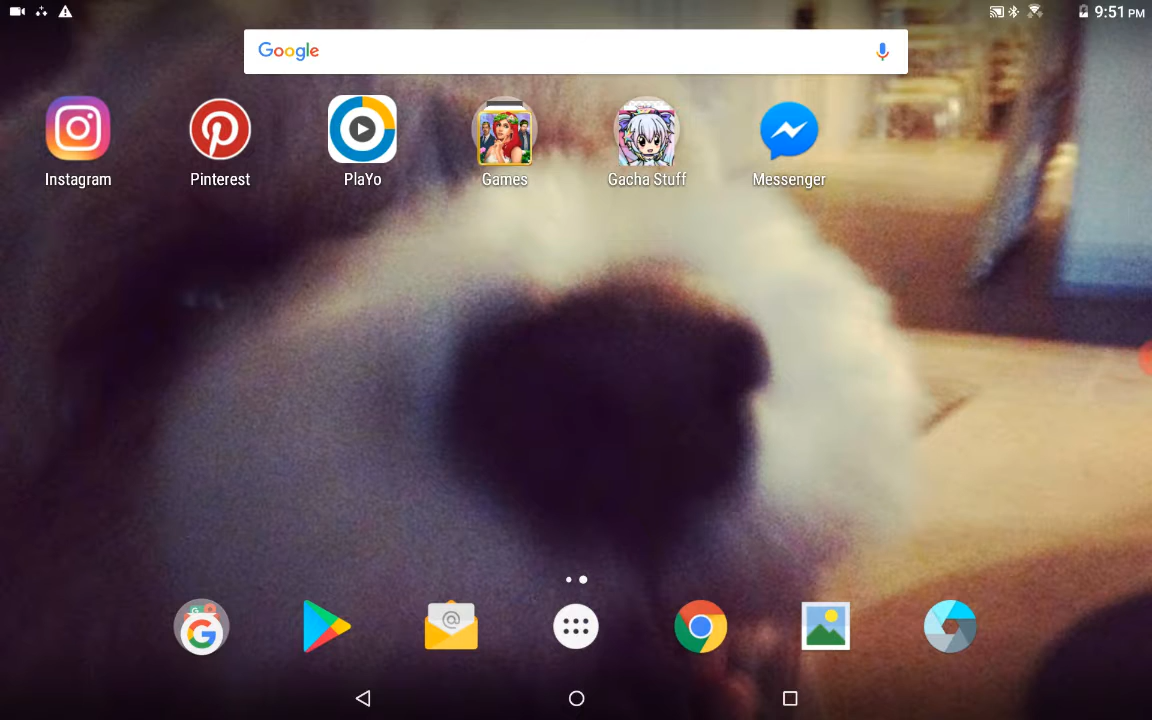 9:51 PM
Google
Instagram
Pinterest
PlaYo
Games
Gacha Stuff
Messenger